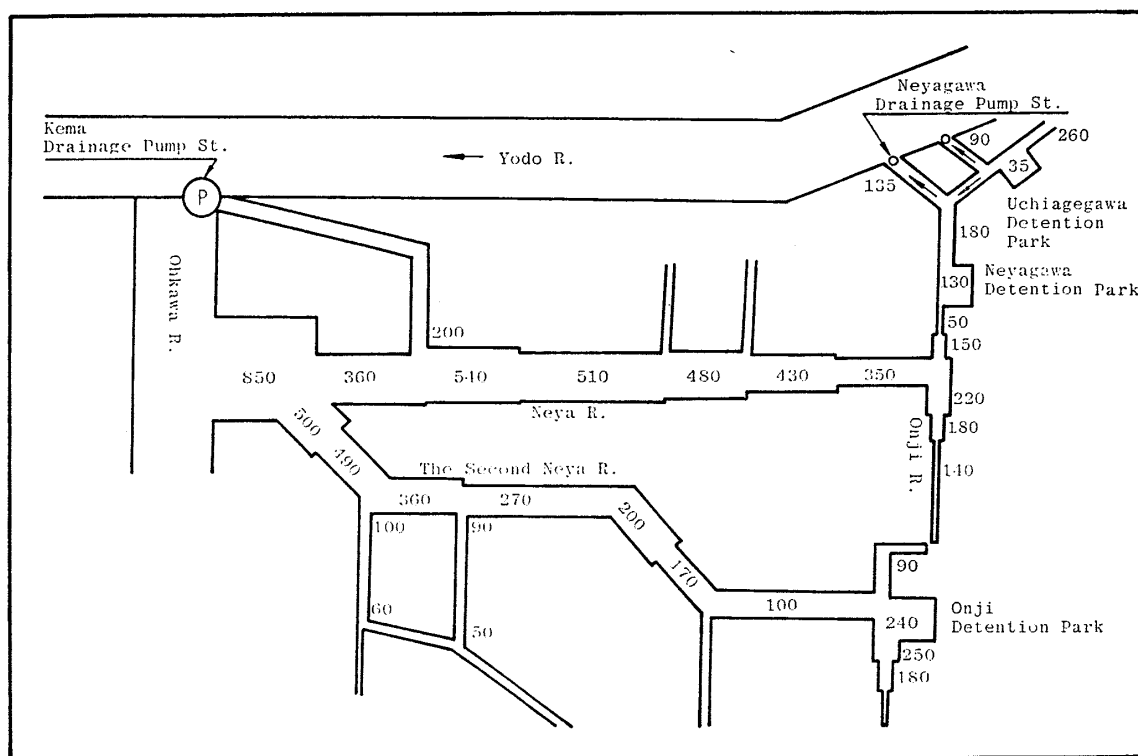 Neyagawa
Drainage Pump St.
Kema
Drainage Pump St.
Yodo R.
P
90
260
35
135
Uchiagegawa
Detention
Park
180
Neyagawa
Detention Park
130
50
150
Ohkawa R.
200
850
360
540
510
480
430
350
220
Neya R.
180
Onji R.
140
500
490
The Second Neya R.
360
270
200
100
90
170
90
100
60
50
240
Onji
Detention Park
250
180